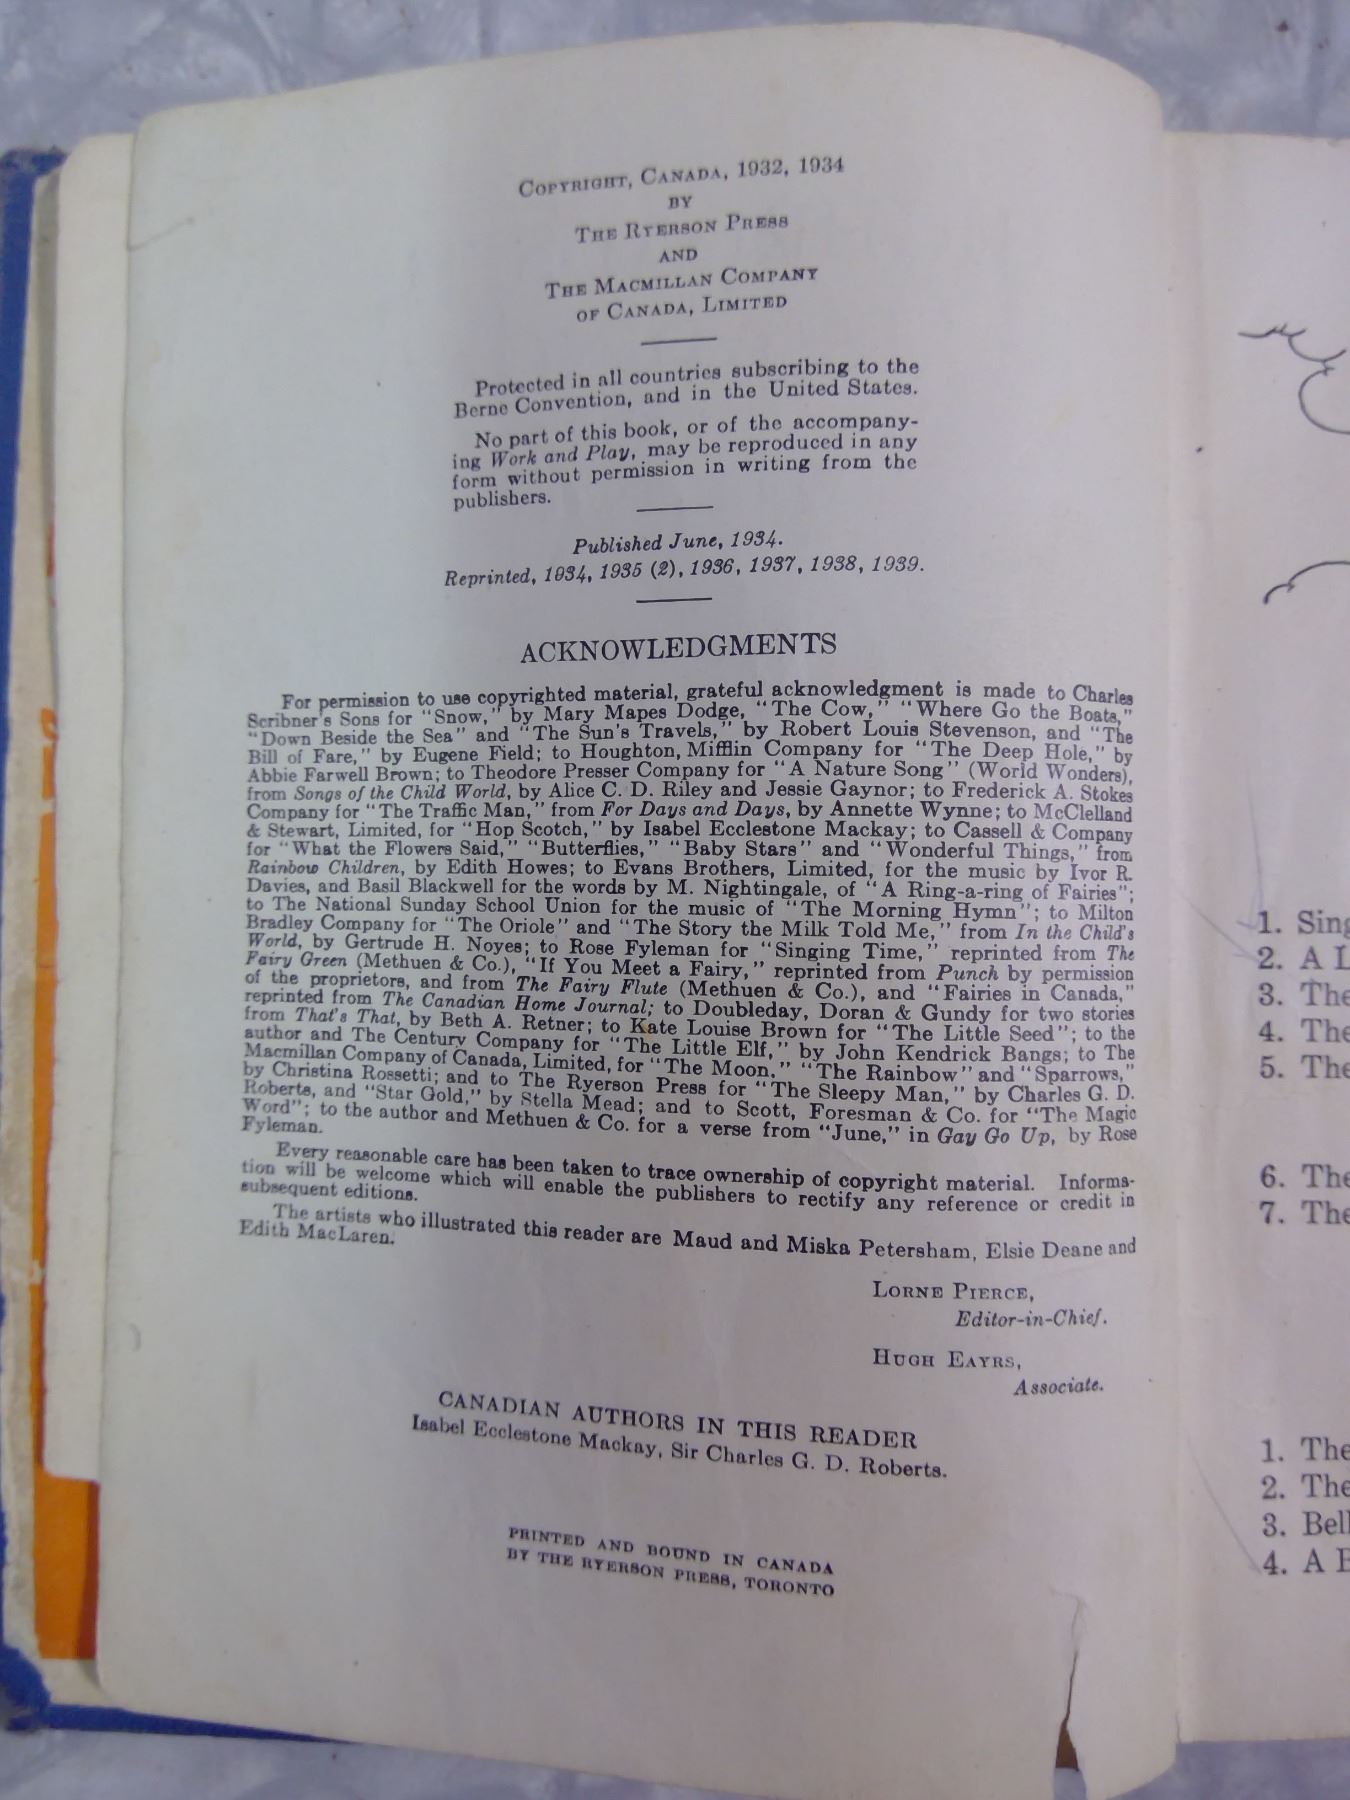 COPYRIGHT, CANADA, 1932, 1934
BY
THE RYERSON PRESS
AND
THE MACMILLAN COMPANY
OF CANADA, LIMITED
Protected in all countries subscribing to the
Berne Convention, and in the United States.
No part of this book, or of the accompany-
ing Work and Play, may be reproduced in any
form without permission in writing from the
publishers.
Published June, 1934.
Reprinted, 1934, 1935 (2), 1936, 1937, 1938, 1939.
ACKNOWLEDGMENTS
For permission to use copyrighted material, grateful acknowledgment is made to Charles
Scribner's Sons for "Snow," by Mary Mapes Dodge, "The Cow," "Where Go the Boats,"
"Down Beside the Sea" and "The Sun's Travels," by Robert Louis Stevenson, and "The
Bill of Fare," by Eugene Field; to Houghton, Mifflin Company for "The Deep Hole," by
Abbie Farwell Brown; to Theodore Presser Company for "A Nature Song" (World Wonders),
from Songs of the Child World, by Alice C. D. Riley and Jessie Gaynor; to Frederick A. Stokes
Company for "The Traffic Man," from For Days and Days, by Annette Wynne; to McClelland
& Stewart, Limited, for "Hop Scotch," by Isabel Ecclestone Mackay; to Cassell & Company
for "What the Flowers Said," "Butterflies," "Baby Stars" and "Wonderful Things," from
Rainbow Children, by Edith Howes; to Evans Brothers, Limited, for the music by Ivor R.
Davies, and Basil Blackwell for the words by M. Nightingale, of "A Ring-a-ring of Fairies";
to The National Sunday School Union for the music of "The Morning Hymn"; to Milton
Bradley Company for "The Oriole" and "The Story the Milk Told Me," from In the Child's
World, by Gertrude H. Noyes; to Rose Fyleman for "Singing Time," reprinted from The
Fairy Green (Methuen & Co.), "If You Meet a Fairy," reprinted from Punch by permission
of the proprietors, and from The Fairy Flute (Methuen & Co.), and "Fairies in Canada,"
reprinted from The Canadian Home Journal; to Doubleday, Doran & Gundy for two stories
from That's That, by Beth A. Retner; to Kate Louise Brown for "The Little Seed"; to the
author and The Century Company for "The Little Elf," by John Kendrick Bangs; to The
Macmillan Company of Canada, Limited, for "The Moon," "The Rainbow" and "Sparrows,"
by Christina Rossetti; and to The Ryerson Press for "The Sleepy Man," by Charles G. D.
Roberts, and "Star Gold," by Stella Mead; and to Scott, Foresman & Co. for "The Magic
Word"; to the author and Methuen & Co. for a verse from "June," in Gay Go Up, by Rose
Fyleman.
Every reasonable care has been taken to trace ownership of copyright material. Informa-
tion will be welcome which will enable the publishers to rectify any reference or credit in
subsequent editions.
The artists who illustrated this reader are Maud and Miska Petersham, Elsie Deane and
Edith MacLaren.
LORNE PIERCE,
Editor-in-Chief.
HUGH EAYRS,
Associate.
CANADIAN AUTHORS IN THIS READER
Isabel Ecclestone Mackay, Sir Charles G. D. Roberts.
PRINTED AND BOUND IN CANADA
BY THE RYERSON PRESS, TORONTO
1.
2. A
3. The
4. The
5. The
6. The
7. The
1. The
2. The
3.
4. A